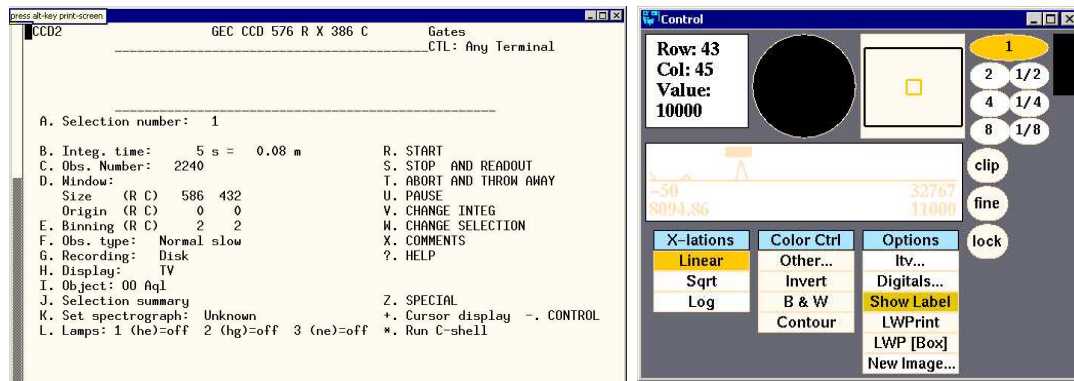 press alt-key print-screen
CCD2 GEC CCD 576 R X 386 C Gates
CTL: Any Terminal
A. Selection number: 1
B. Integ. time: 5 s = 0.08 m R. START
C. Obs. Number: 2240 S. STOP AND READOUT
D. Window: T. ABORT AND THROW AWAY
Size (R C) 586 432 U. PAUSE
Origin (R C) 0 0 V. CHANGE INTEG
E. Binning (R C) 2 2 W. CHANGE SELECTION
F. Obs. type: Normal slow X. COMMENTS
G. Recording: Disk ?. HELP
H. Display: TV
I. Object: OO Aql
J. Selection summary Z. SPECIAL
K. Set spectrograph: Unknown +. Cursor display -. CONTROL
L. Lamps: 1 (he)=off 2 (hg)=off 3 (ne)=off *. Run C-shell
Control
Row: 43
Col: 45
Value:
10000
1
2 1/2
4 1/4
8 1/8
clip
fine
lock
-50 32767
8094.86 11000
X-lations Color Ctrl Options
Linear Other... Itv...
Sqrt Invert Digitals...
Log B & W Show Label
Contour LWPrint
LWP [Box]
New Image...